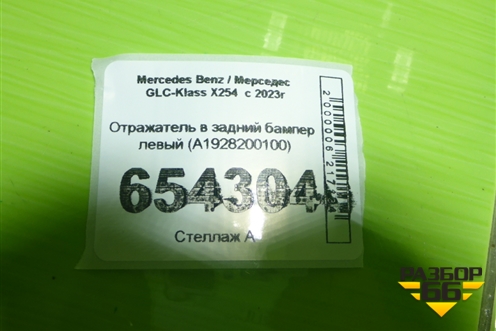 Mercedes Benz / Мерседес
GLC-Klass X254 с 2023г
Отражатель в задний бампер
левый (A1928200100)
654304
Стеллаж А
РАЗБОР
66